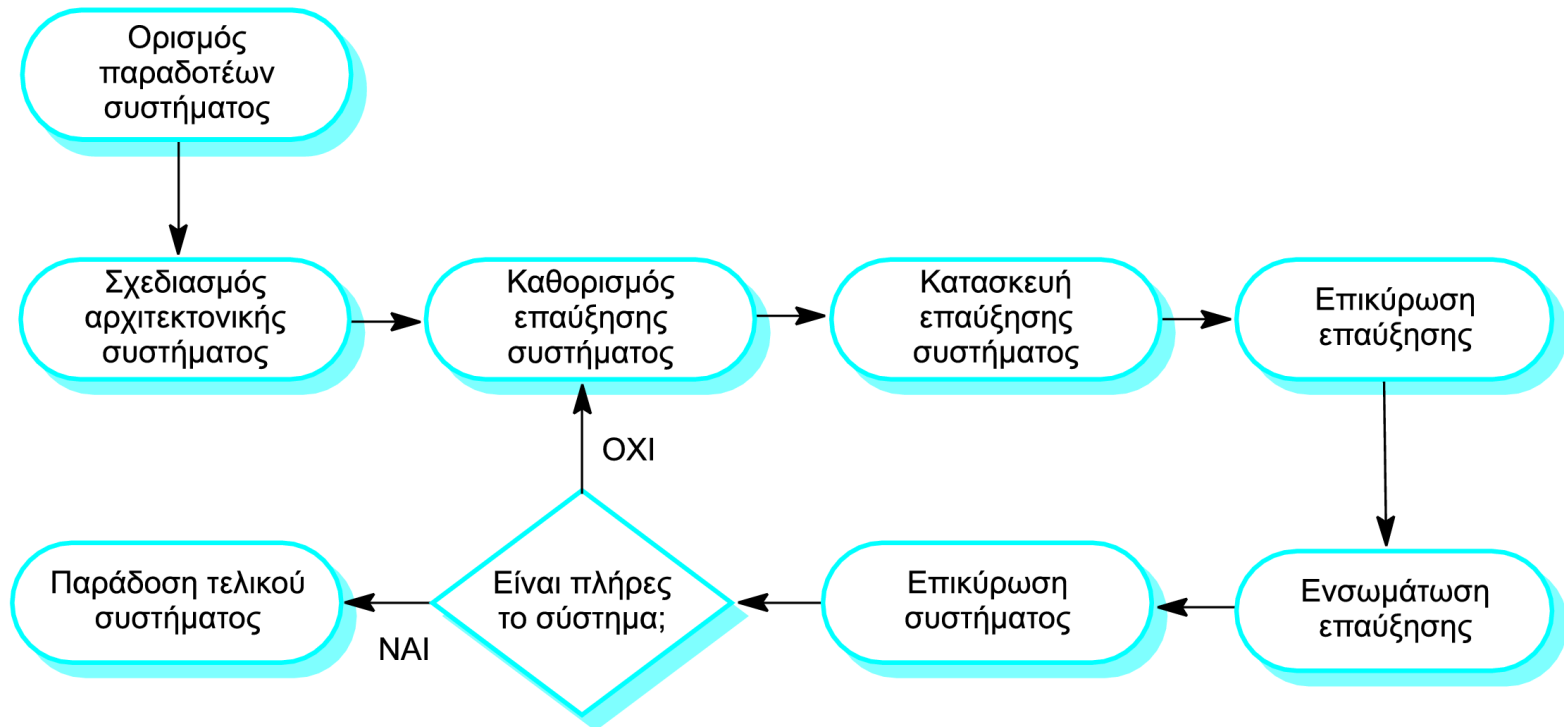 Ορισμός
παραδοτέων
συστήματος
Σχεδιασμός
αρχιτεκτονικής
συστήματος
Καθορισμός
επαύξησης
συστήματος
Κατασκευή
επαύξησης
συστήματος
Επικύρωση
επαύξησης
ΟΧΙ
Παράδοση τελικού
συστήματος
ΝΑΙ
Είναι πλήρες
το σύστημα;
Επικύρωση
συστήματος
Ενσωμάτωση
επαύξησης